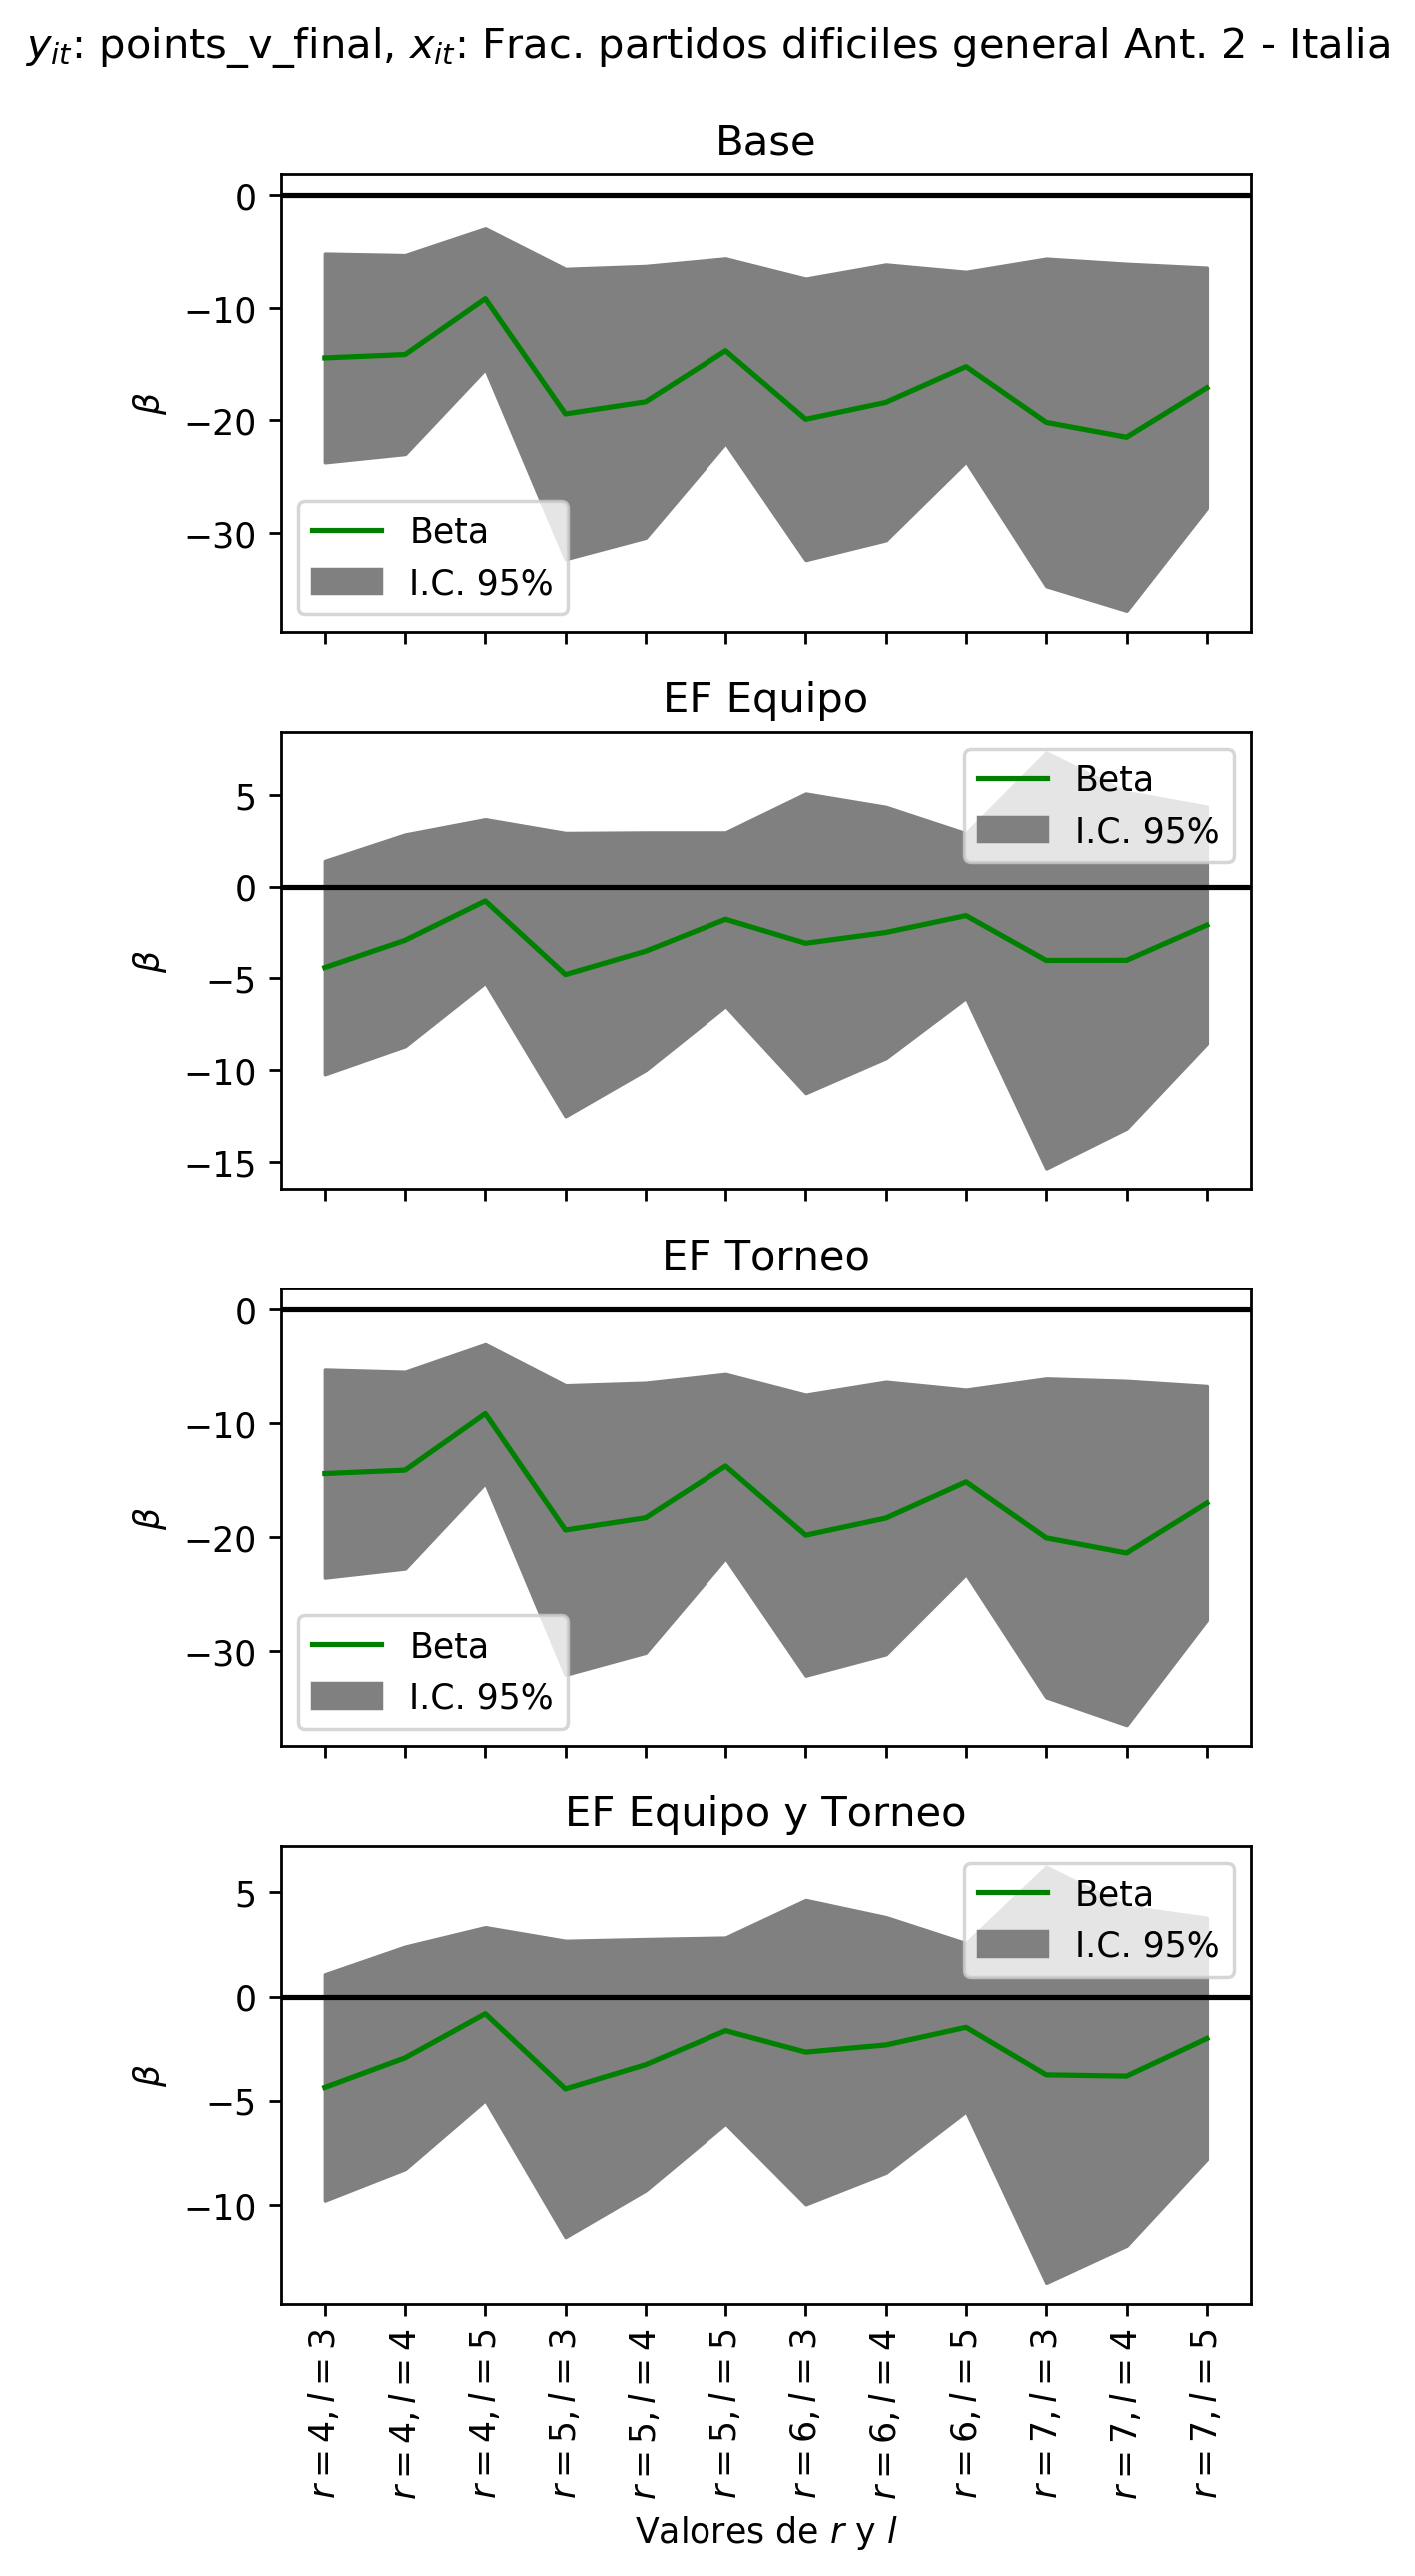 y_it: points_v_final, x_it: Frac. partidos dificiles general Ant. 2 - Italia
Base
0
−10
−20
−30
β
Beta
I.C. 95%
EF Equipo
5
0
−5
−10
−15
β
Beta
I.C. 95%
EF Torneo
0
−10
−20
−30
β
Beta
I.C. 95%
EF Equipo y Torneo
5
0
−5
−10
β
Beta
I.C. 95%
r = 4, l = 3
r = 4, l = 4
r = 4, l = 5
r = 5, l = 3
r = 5, l = 4
r = 5, l = 5
r = 6, l = 3
r = 6, l = 4
r = 6, l = 5
r = 7, l = 3
r = 7, l = 4
r = 7, l = 5
Valores de r y l